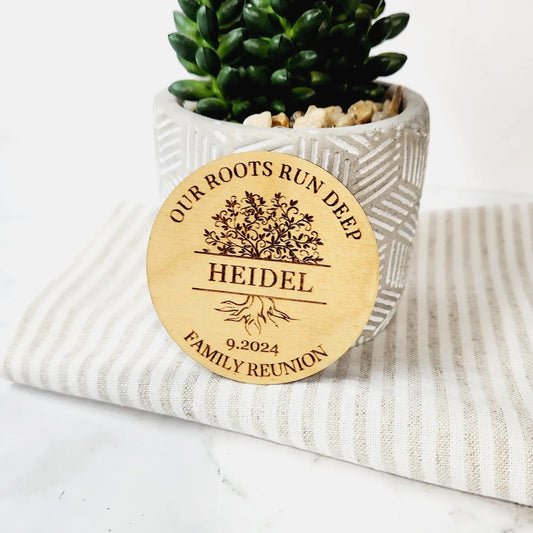 OUR ROOTS RUN DEEP
HEIDEL
9.2024
FAMILY REUNION